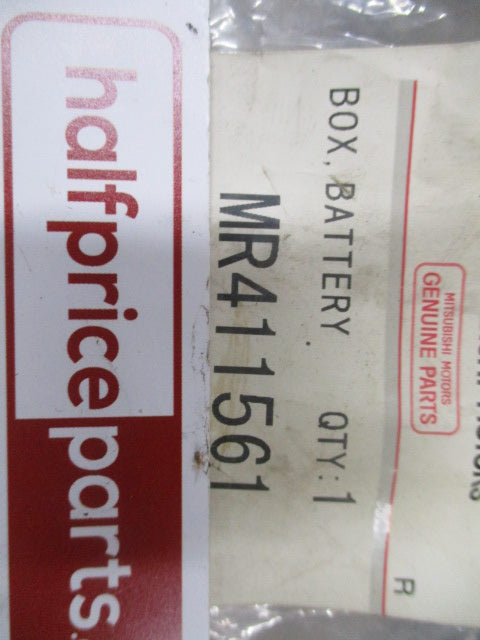 MITSUBISHI MOTORS
GENUINE PARTS
R
BOX, BATTERY QTY:1
MR411561
halfpriceparts.